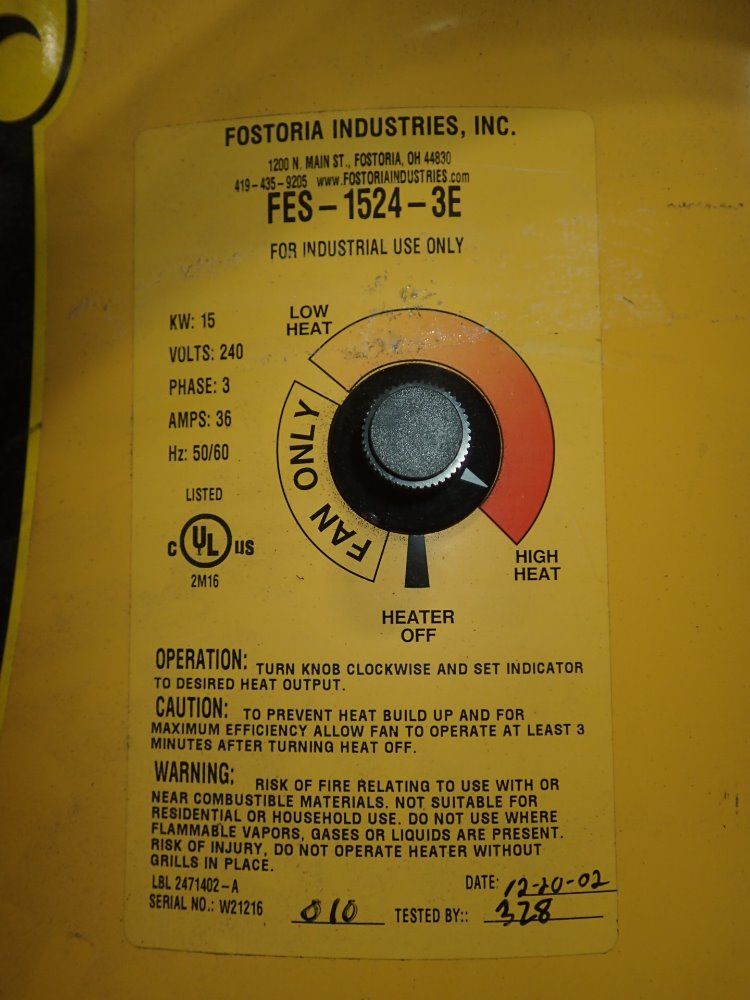 FOSTORIA INDUSTRIES, INC.
1200 N. MAIN ST., FOSTORIA, OH 44830
419-435-9205 www.FOSTORIAINDUSTRIES.com
FES-1524-3E
FOR INDUSTRIAL USE ONLY
KW: 15
VOLTS: 240
PHASE: 3
AMPS: 36
Hz: 50/60
LISTED
C UL US
2M16
LOW
HEAT
FAN ONLY
HIGH
HEAT
HEATER
OFF
OPERATION: TURN KNOB CLOCKWISE AND SET INDICATOR
TO DESIRED HEAT OUTPUT.
CAUTION: TO PREVENT HEAT BUILD UP AND FOR
MAXIMUM EFFICIENCY ALLOW FAN TO OPERATE AT LEAST 3
MINUTES AFTER TURNING HEAT OFF.
WARNING: RISK OF FIRE RELATING TO USE WITH OR
NEAR COMBUSTIBLE MATERIALS. NOT SUITABLE FOR
RESIDENTIAL OR HOUSEHOLD USE. DO NOT USE WHERE
FLAMMABLE VAPORS, GASES OR LIQUIDS ARE PRESENT.
RISK OF INJURY, DO NOT OPERATE HEATER WITHOUT
GRILLS IN PLACE.
LBL 2471402-A DATE: 12-20-02
SERIAL NO.: W21216 010 TESTED BY:: 328